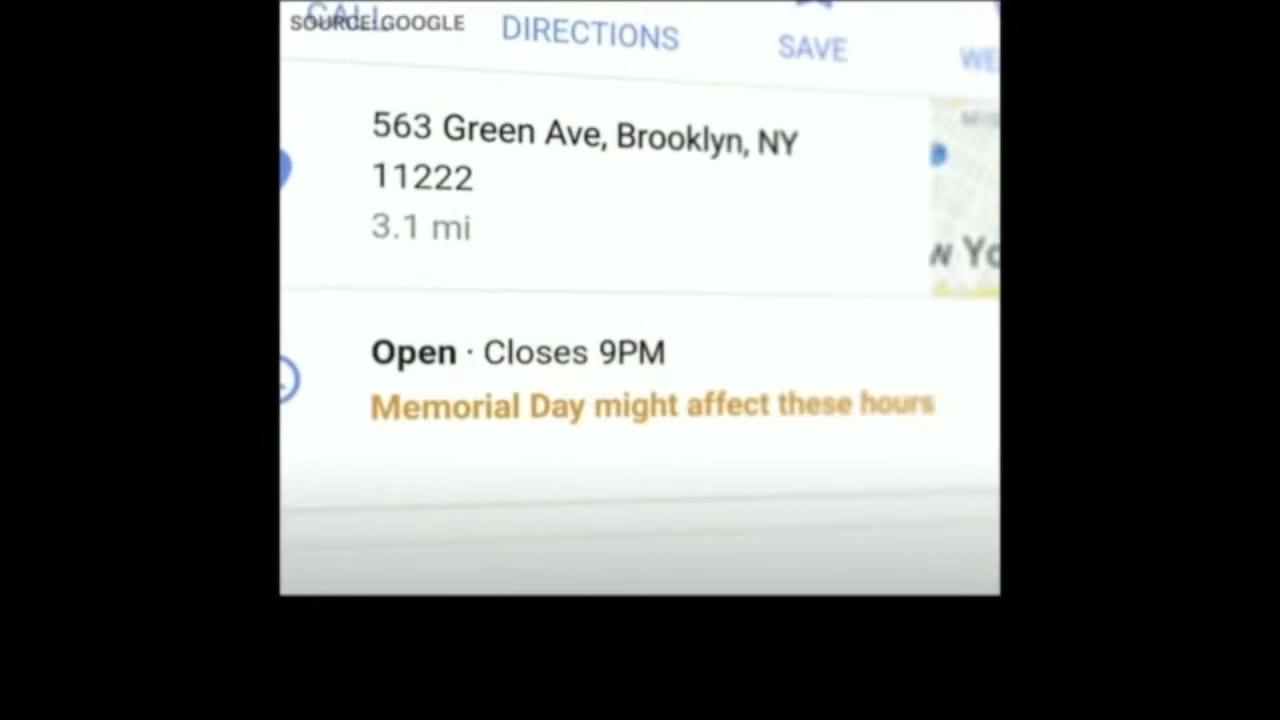 SOURCE: GOOGLE
CALL
DIRECTIONS
SAVE
563 Green Ave, Brooklyn, NY
11222
3.1 mi
Open · Closes 9PM
Memorial Day might affect these hours